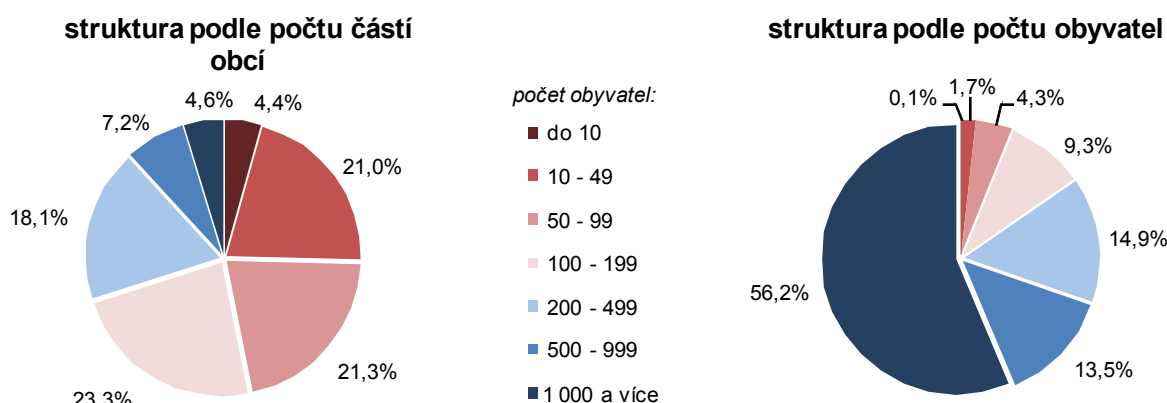 struktura podle počtu částí
obcí
4,6%
4,4%
7,2%
21,0%
18,1%
21,3%
23,3%
počet obyvatel:
do 10
10 - 49
50 - 99
100 - 199
200 - 499
500 - 999
1 000 a více
struktura podle počtu obyvatel
0,1%
1,7%
4,3%
9,3%
14,9%
56,2%
13,5%